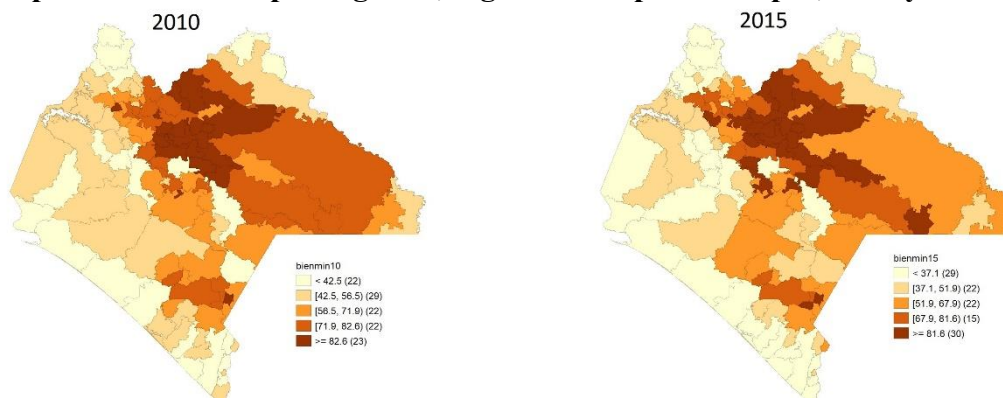 2010
2015
bienmin10
< 42.5 (22)
[42.5, 56.5) (29)
[56.5, 71.9) (22)
[71.9, 82.6) (22)
>= 82.6 (23)
bienmin15
< 37.1 (29)
[37.1, 51.9) (22)
[51.9, 67.9) (22)
[67.9, 81.6) (15)
>= 81.6 (30)